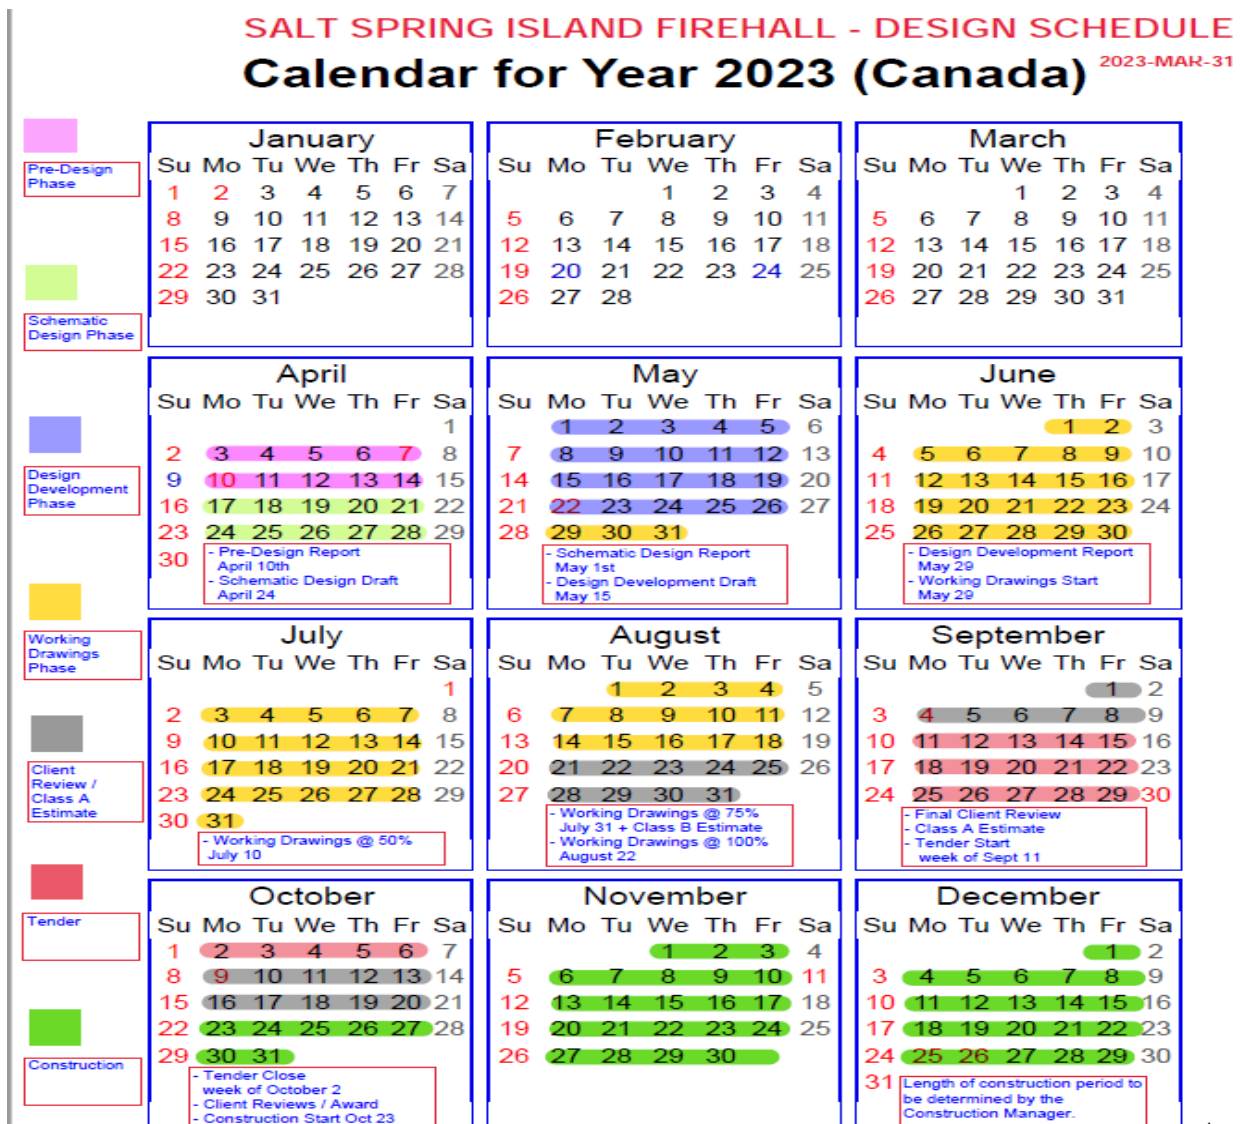 SALT SPRING ISLAND FIREHALL - DESIGN SCHEDULE
Calendar for Year 2023 (Canada) 2023-MAR-31
Pre-Design
Phase
Schematic
Design Phase
Design
Development
Phase
Working
Drawings
Phase
Client
Review /
Class A
Estimate
Tender
Construction
January
Su Mo Tu We Th Fr Sa
1 2 3 4 5 6 7
8 9 10 11 12 13 14
15 16 17 18 19 20 21
22 23 24 25 26 27 28
29 30 31
February
Su Mo Tu We Th Fr Sa
1 2 3 4
5 6 7 8 9 10 11
12 13 14 15 16 17 18
19 20 21 22 23 24 25
26 27 28
March
Su Mo Tu We Th Fr Sa
1 2 3 4
5 6 7 8 9 10 11
12 13 14 15 16 17 18
19 20 21 22 23 24 25
26 27 28 29 30 31
April
Su Mo Tu We Th Fr Sa
1
2 3 4 5 6 7 8
9 10 11 12 13 14 15
16 17 18 19 20 21 22
23 24 25 26 27 28 29
30
- Pre-Design Report
April 10th
- Schematic Design Draft
April 24
May
Su Mo Tu We Th Fr Sa
1 2 3 4 5 6
7 8 9 10 11 12 13
14 15 16 17 18 19 20
21 22 23 24 25 26 27
28 29 30 31
- Schematic Design Report
May 1st
- Design Development Draft
May 15
June
Su Mo Tu We Th Fr Sa
1 2 3
4 5 6 7 8 9 10
11 12 13 14 15 16 17
18 19 20 21 22 23 24
25 26 27 28 29 30
- Design Development Report
May 29
- Working Drawings Start
May 29
July
Su Mo Tu We Th Fr Sa
1
2 3 4 5 6 7 8
9 10 11 12 13 14 15
16 17 18 19 20 21 22
23 24 25 26 27 28 29
30 31
- Working Drawings @ 50%
July 10
August
Su Mo Tu We Th Fr Sa
1 2 3 4 5
6 7 8 9 10 11 12
13 14 15 16 17 18 19
20 21 22 23 24 25 26
27 28 29 30 31
- Working Drawings @ 75%
July 31 + Class B Estimate
- Working Drawings @ 100%
August 22
September
Su Mo Tu We Th Fr Sa
1 2
3 4 5 6 7 8 9
10 11 12 13 14 15 16
17 18 19 20 21 22 23
24 25 26 27 28 29 30
- Final Client Review
- Class A Estimate
- Tender Start
week of Sept 11
October
Su Mo Tu We Th Fr Sa
1 2 3 4 5 6 7
8 9 10 11 12 13 14
15 16 17 18 19 20 21
22 23 24 25 26 27 28
29 30 31
- Tender Close
week of October 2
- Client Reviews / Award
- Construction Start Oct 23
November
Su Mo Tu We Th Fr Sa
1 2 3 4
5 6 7 8 9 10 11
12 13 14 15 16 17 18
19 20 21 22 23 24 25
26 27 28 29 30
December
Su Mo Tu We Th Fr Sa
1 2
3 4 5 6 7 8 9
10 11 12 13 14 15 16
17 18 19 20 21 22 23
24 25 26 27 28 29 30
31
Length of construction period to
be determined by the
Construction Manager.